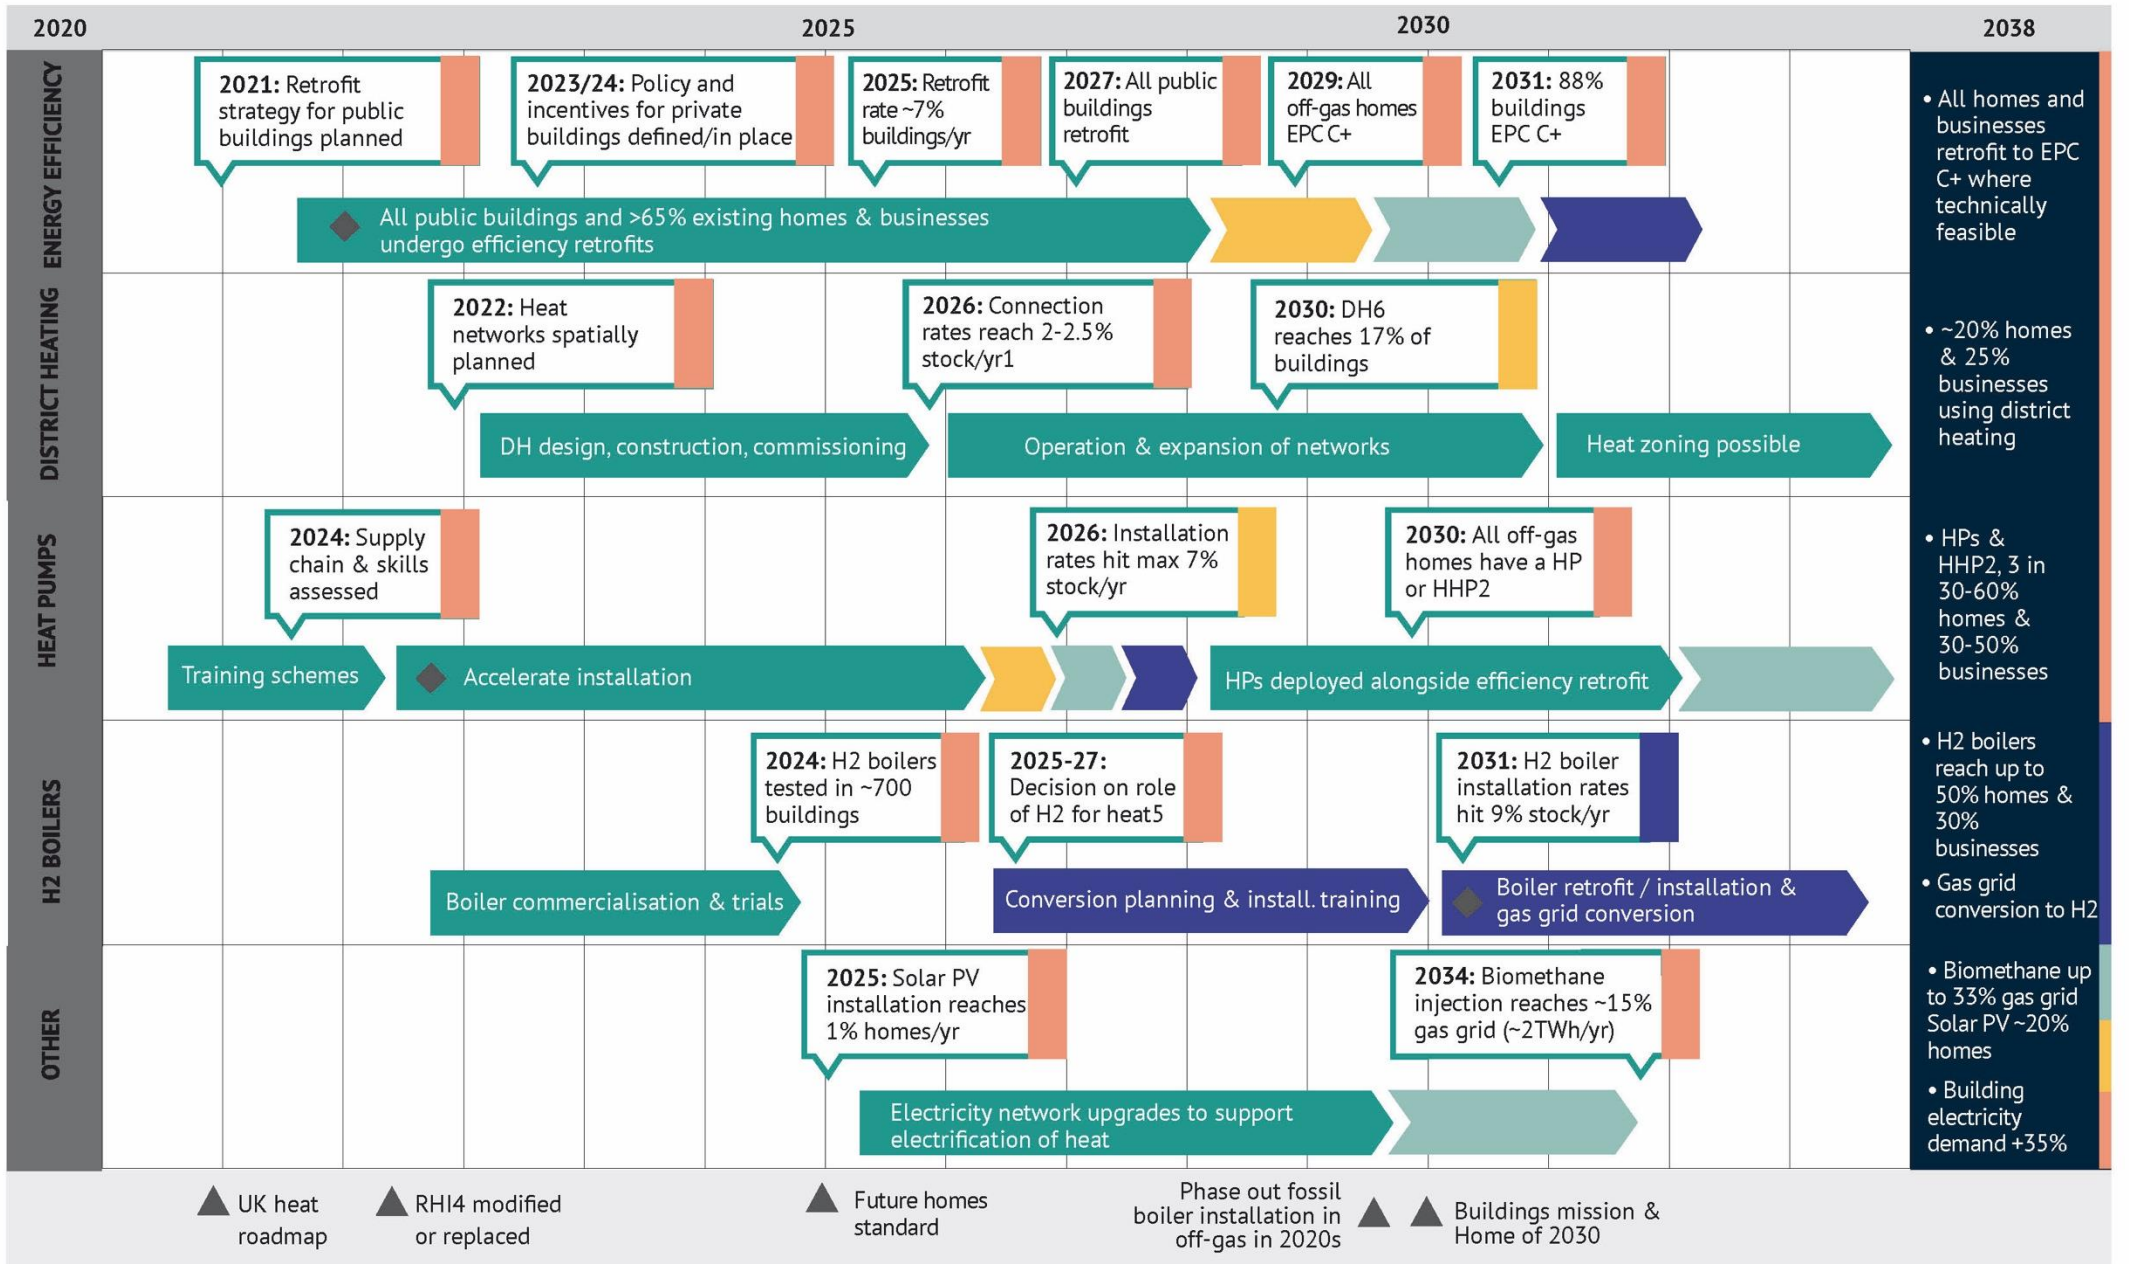 2020
2025
2030
2038
ENERGY EFFICIENCY
2021: Retrofit
strategy for public
buildings planned
2023/24: Policy and
incentives for private
buildings defined/in place
2025: Retrofit
rate ~7%
buildings/yr
2027: All public
buildings
retrofit
2029: All
off-gas homes
EPC C+
2031: 88%
buildings
EPC C+
All public buildings and >65% existing homes & businesses
undergo efficiency retrofits
• All homes and
businesses
retrofit to EPC
C+ where
technically
feasible
DISTRICT HEATING
2022: Heat
networks spatially
planned
2026: Connection
rates reach 2-2.5%
stock/yr1
2030: DH6
reaches 17% of
buildings
DH design, construction, commissioning
Operation & expansion of networks
Heat zoning possible
• ~20% homes
& 25%
businesses
using district
heating
HEAT PUMPS
2024: Supply
chain & skills
assessed
2026: Installation
rates hit max 7%
stock/yr
2030: All off-gas
homes have a HP
or HHP2
Training schemes
Accelerate installation
HPs deployed alongside efficiency retrofit
• HPs &
HHP2, 3 in
30-60%
homes &
30-50%
businesses
H2 BOILERS
2024: H2 boilers
tested in ~700
buildings
2025-27:
Decision on role
of H2 for heat5
2031: H2 boiler
installation rates
hit 9% stock/yr
Boiler commercialisation & trials
Conversion planning & install. training
Boiler retrofit / installation &
gas grid conversion
• H2 boilers
reach up to
50% homes &
30%
businesses
• Gas grid
conversion to H2
OTHER
2025: Solar PV
installation reaches
1% homes/yr
2034: Biomethane
injection reaches ~15%
gas grid (~2TWh/yr)
Electricity network upgrades to support
electrification of heat
• Biomethane up
to 33% gas grid
Solar PV ~20%
homes
• Building
electricity
demand +35%
UK heat
roadmap
RHI4 modified
or replaced
Future homes
standard
Phase out fossil
boiler installation in
off-gas in 2020s
Buildings mission &
Home of 2030